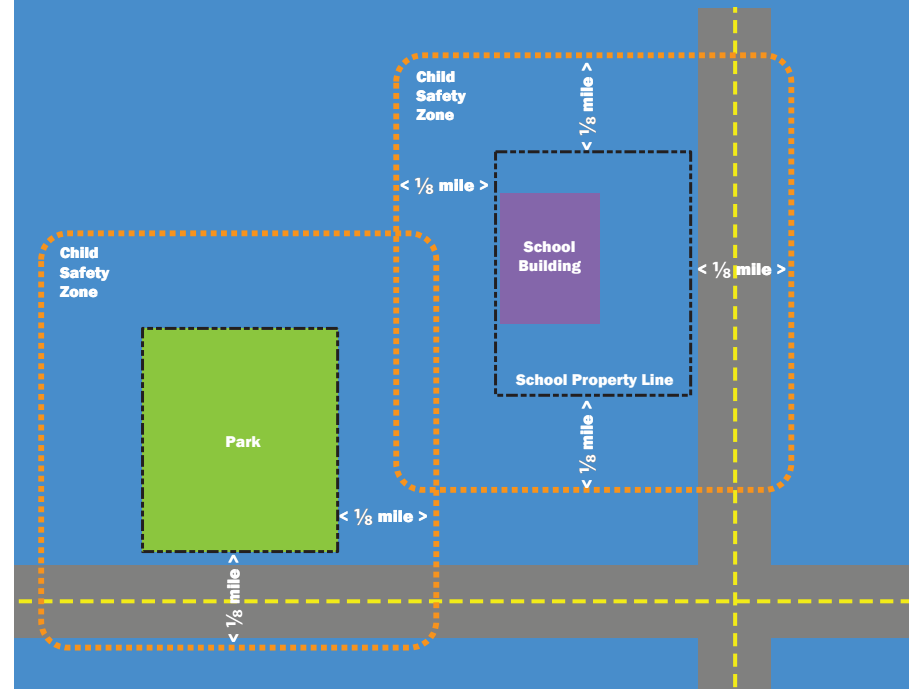 Child
Safety
Zone
< ⅛ mile >
< ⅛ mile >
School
Building
< ⅛ mile >
School Property Line
< ⅛ mile >
Child
Safety
Zone
Park
< ⅛ mile >
< ⅛ mile >